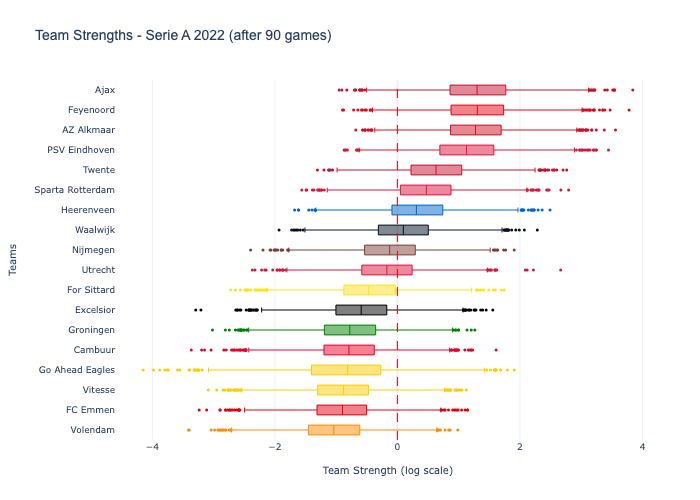 Team Strengths - Serie A 2022 (after 90 games)
Ajax
Feyenoord
AZ Alkmaar
PSV Eindhoven
Twente
Sparta Rotterdam
Heerenveen
Waalwijk
Nijmegen
Utrecht
For Sittard
Excelsior
Groningen
Cambuur
Go Ahead Eagles
Vitesse
FC Emmen
Volendam
Teams
−4 −2 0 2 4
Team Strength (log scale)